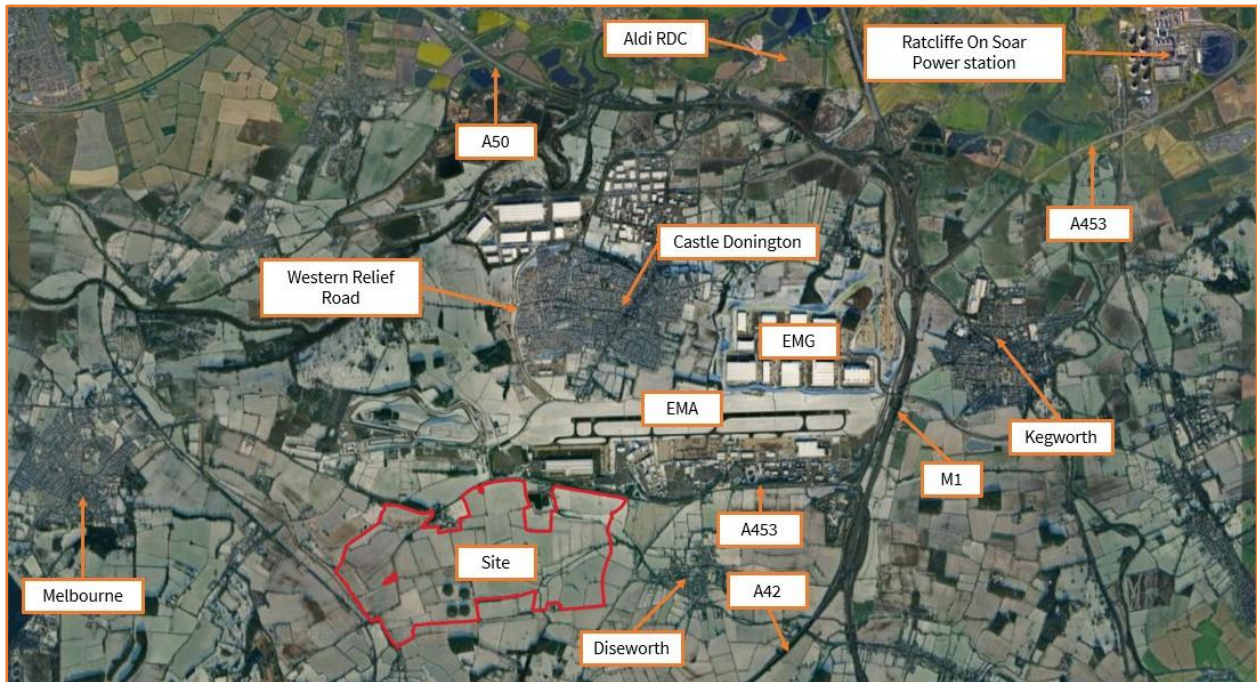 Aldi RDC
Ratcliffe On Soar
Power station
A50
A453
Castle Donington
Western Relief
Road
EMG
EMA
Kegworth
M1
A453
Site
Melbourne
A42
Diseworth